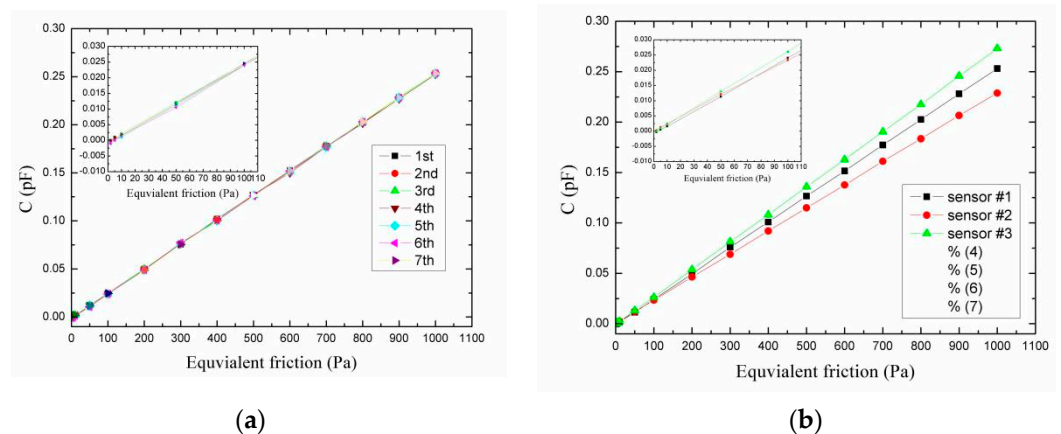 0.30
0.25
0.20
0.15
0.10
0.05
0.00
C (pF)
0 100 200 300 400 500 600 700 800 900 1000 1100
Equvialent friction (Pa)
0.030
0.025
0.020
0.015
0.010
0.005
0.000
-0.005
-0.010
0 10 20 30 40 50 60 70 80 90 100 110
Equvialent friction (Pa)
1st
2nd
3rd
4th
5th
6th
7th
(a)
0.30
0.25
0.20
0.15
0.10
0.05
0.00
C (pF)
0 100 200 300 400 500 600 700 800 900 1000 1100
Equvialent friction (Pa)
0.030
0.025
0.020
0.015
0.010
0.005
0.000
-0.005
-0.010
0 10 20 30 40 50 60 70 80 90 100 110
Equvialent friction (Pa)
sensor #1
sensor #2
sensor #3
% (4)
% (5)
% (6)
% (7)
(b)